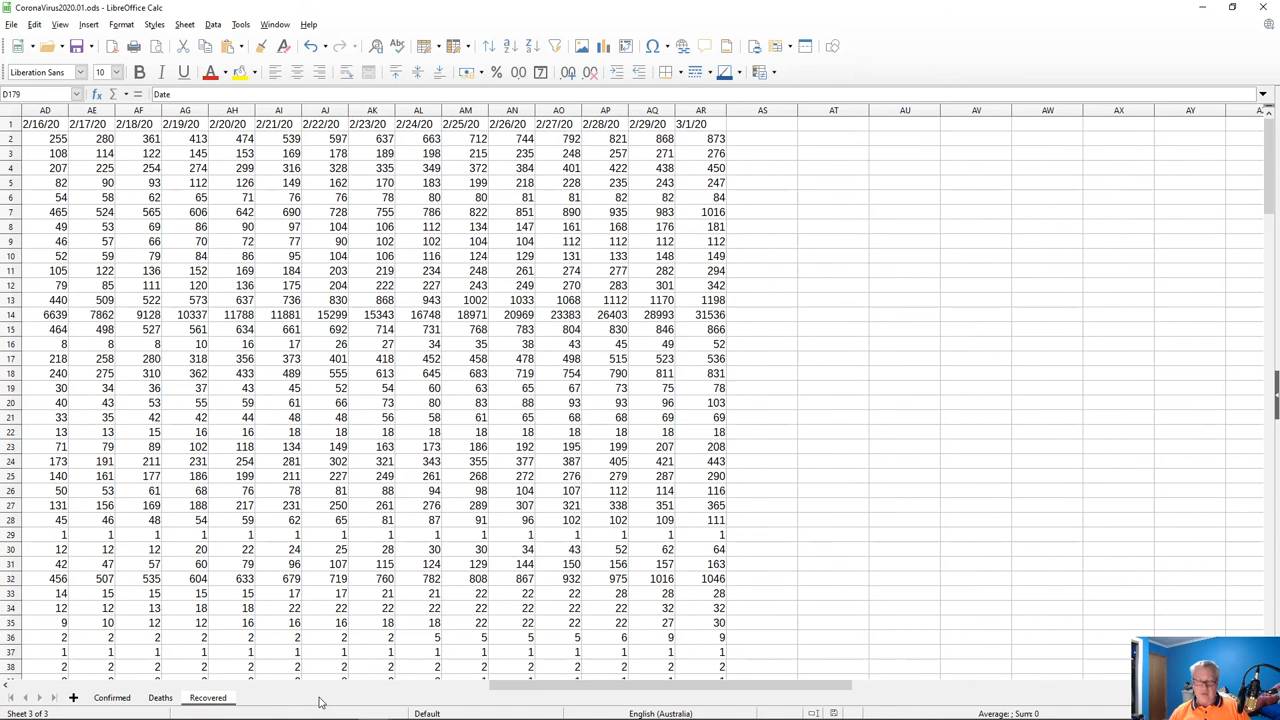 CoronaVirus2020.01.ods - LibreOffice Calc
File Edit View Insert Format Styles Sheet Data Tools Window Help
Liberation Sans 10
D179 Date
AD AE AF AG AH AI AJ AK AL AM AN AO AP AQ AR AS AT AU AV AW AX AY
1 2/16/20 2/17/20 2/18/20 2/19/20 2/20/20 2/21/20 2/22/20 2/23/20 2/24/20 2/25/20 2/26/20 2/27/20 2/28/20 2/29/20 3/1/20
2 255 280 361 413 474 539 597 637 663 712 744 792 821 868 873
3 108 114 122 145 153 169 178 189 198 215 235 248 257 271 276
4 207 225 254 274 299 316 328 335 349 372 384 401 422 438 450
5 82 90 93 112 126 149 162 170 183 199 218 228 235 243 247
6 54 58 62 65 71 76 76 78 80 80 81 81 82 82 84
7 465 524 565 606 642 690 728 755 786 822 851 890 935 983 1016
8 49 53 69 86 90 97 104 106 112 134 147 161 168 176 181
9 46 57 66 70 72 77 90 102 102 104 104 112 112 112 112
10 52 59 79 84 86 95 104 106 116 124 129 131 133 148 149
11 105 122 136 152 169 184 203 219 234 248 261 274 277 282 294
12 79 85 111 120 136 175 204 222 227 243 249 270 283 301 342
13 440 509 522 573 637 736 830 868 943 1002 1033 1068 1112 1170 1198
14 6639 7862 9128 10337 11788 11881 15299 15343 16748 18971 20969 23383 26403 28993 31536
15 464 498 527 561 634 661 692 714 731 768 783 804 830 846 866
16 8 8 8 10 16 17 26 27 34 35 38 43 45 49 52
17 218 258 280 318 356 373 401 418 452 458 478 498 515 523 536
18 240 275 310 362 433 489 555 613 645 683 719 754 790 811 831
19 30 34 36 37 43 45 52 54 60 63 65 67 73 75 78
20 40 43 53 55 59 61 66 73 80 83 88 93 93 96 103
21 33 35 42 42 44 48 48 56 58 61 65 68 68 69 69
22 13 13 15 16 16 18 18 18 18 18 18 18 18 18 18
23 71 79 89 102 118 134 149 163 173 186 192 195 199 207 208
24 173 191 211 231 254 281 302 321 343 355 377 387 405 421 443
25 140 161 177 186 199 211 227 249 261 268 272 276 279 287 290
26 50 53 61 68 76 78 81 88 94 98 104 107 112 114 116
27 131 156 169 188 217 231 250 261 276 289 307 321 338 351 365
28 45 46 48 54 59 62 65 81 87 91 96 102 102 109 111
29 1 1 1 1 1 1 1 1 1 1 1 1 1 1 1
30 12 12 12 20 22 24 25 28 30 30 34 43 52 62 64
31 42 47 57 60 79 96 107 115 124 129 144 150 156 157 163
32 456 507 535 604 633 679 719 760 782 808 867 932 975 1016 1046
33 14 15 15 15 15 17 17 21 21 22 22 22 28 28 28
34 12 12 13 18 18 22 22 22 22 22 22 22 22 32 32
35 9 10 12 12 16 16 16 18 18 22 22 22 22 27 30
36 2 2 2 2 2 2 2 2 5 5 5 5 6 9 9
37 1 1 1 1 1 1 1 1 1 1 1 1 1 1 1
38 2 2 2 2 2 2 2 2 2 2 2 2 2 2 2
Confirmed Deaths Recovered
Sheet 3 of 3 Default English (Australia) Average: ; Sum: 0